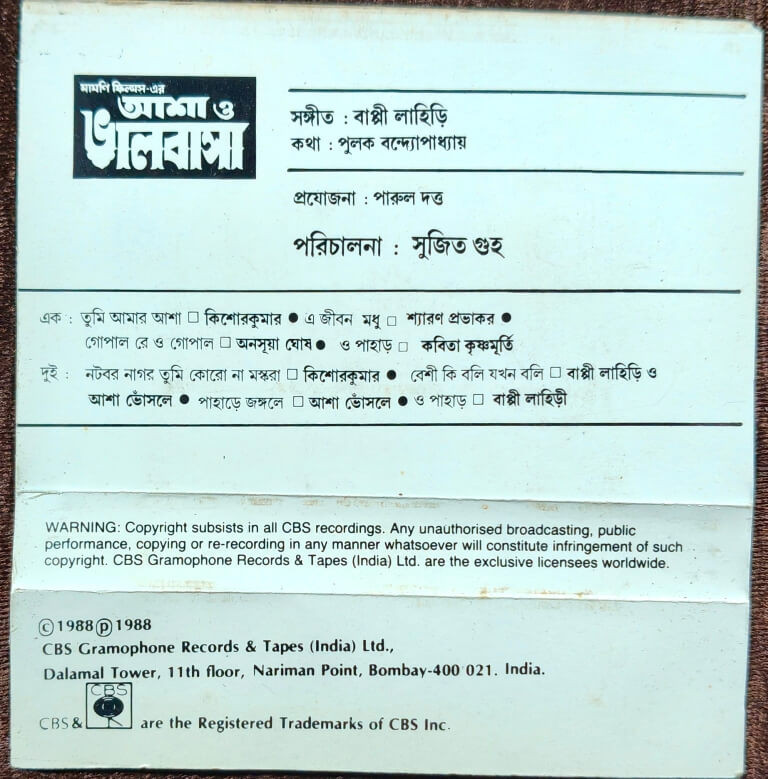 মামণি ফিল্মস-এর
আশা ও
ভালবাসা
সঙ্গীত : বাপ্পী লাহিড়ি
কথা : পুলক বন্দ্যোপাধ্যায়
প্রযোজনা : পারুল দত্ত
পরিচালনা : সুজিত গুহ
এক : তুমি আমার আশা □ কিশোরকুমার ● এ জীবন মধু □ শ্যারণ প্রভাকর ●
গোপাল রে ও গোপাল □ অনসূয়া ঘোষ ● ও পাহাড় □ কবিতা কৃষ্ণমূর্তি
দুই : নটবর নাগর তুমি কোরো না মস্করা □ কিশোরকুমার ● বেশী কি বলি যখন বলি □ বাপ্পী লাহিড়ি ও
আশা ভোঁসলে ● পাহাড়ে জঙ্গলে □ আশা ভোঁসলে ● ও পাহাড় □ বাপ্পী লাহিড়ী
WARNING: Copyright subsists in all CBS recordings. Any unauthorised broadcasting, public
performance, copying or re-recording in any manner whatsoever will constitute infringement of such
copyright. CBS Gramophone Records & Tapes (India) Ltd. are the exclusive licensees worldwide.
©1988 ℗1988
CBS Gramophone Records & Tapes (India) Ltd.,
Dalamal Tower, 11th floor, Nariman Point, Bombay-400 021. India.
CBS
CBS & are the Registered Trademarks of CBS Inc.